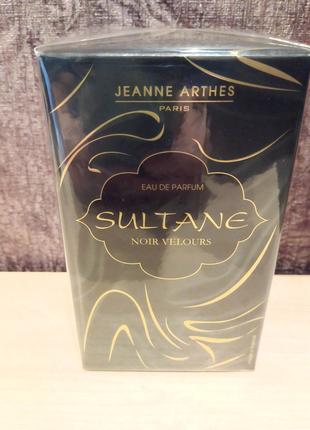 JEANNE ARTHES
PARIS
EAU DE PARFUM
SULTANE
NOIR VELOURS